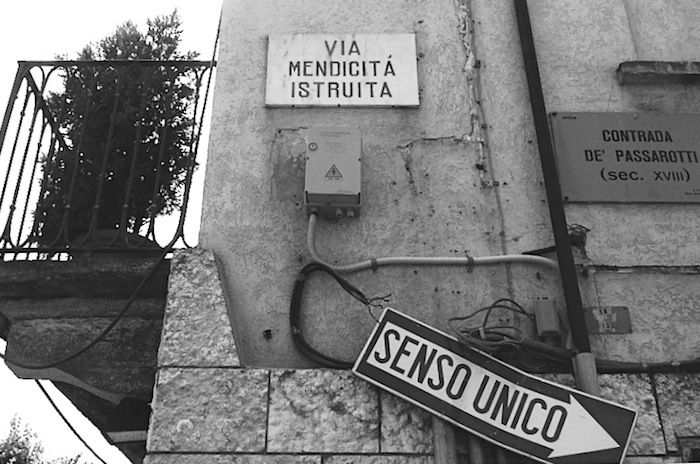 VIA
MENDICITÁ
ISTRUITA
CONTRADA
DE' PASSAROTTI
(sec. XVIII)
SENSO UNICO